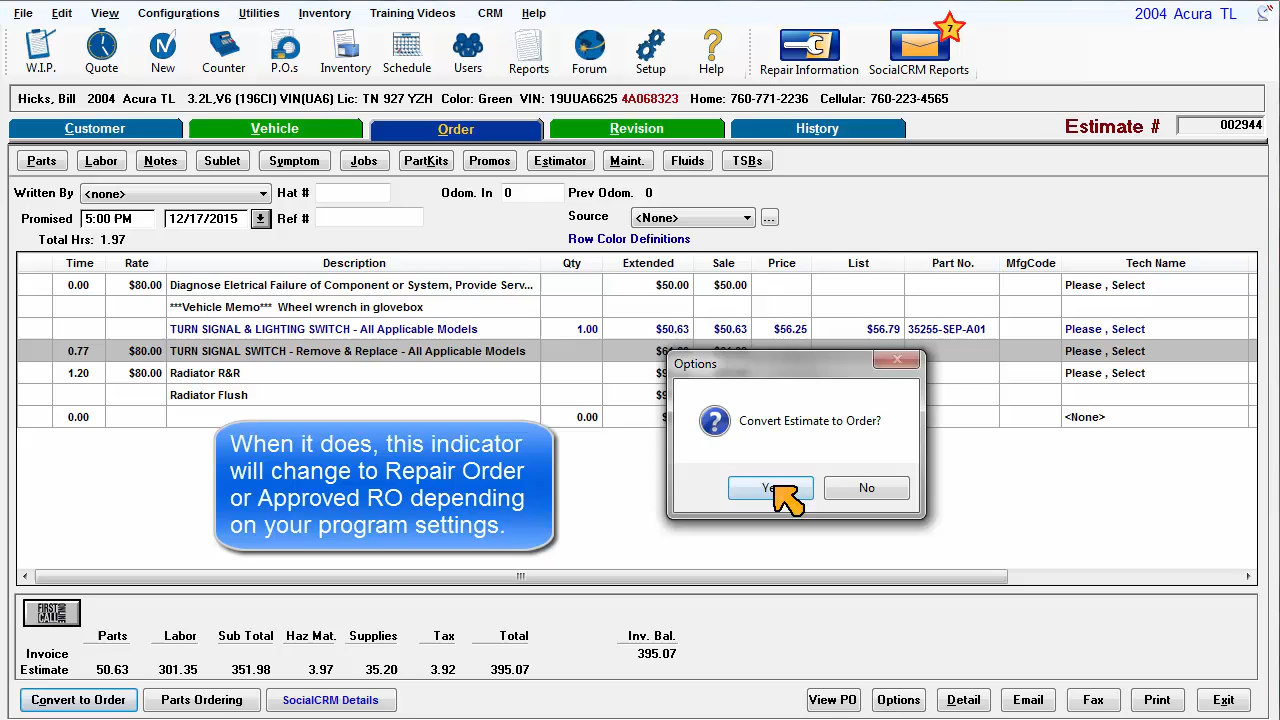 File Edit View Configurations Utilities Inventory Training Videos CRM Help 2004 Acura TL
7
W.I.P. Quote New Counter P.O.s Inventory Schedule Users Reports Forum Setup Help Repair Information SocialCRM Reports
Hicks, Bill 2004 Acura TL 3.2L,V6 (196CI) VIN(UA6) Lic: TN 927 YZH Color: Green VIN: 19UUA6625 4A068323 Home: 760-771-2236 Cellular: 760-223-4565
Customer Vehicle Order Revision History Estimate # 002944
Parts Labor Notes Sublet Symptom Jobs PartKits Promos Estimator Maint. Fluids TSBs
Written By <none> Hat # Odom. In 0 Prev Odom. 0
Promised 5:00 PM 12/17/2015 Ref # Source <None> ...
Total Hrs: 1.97 Row Color Definitions
Time Rate Description Qty Extended Sale Price List Part No. MfgCode Tech Name
0.00 $80.00 Diagnose Eletrical Failure of Component or System, Provide Serv... $50.00 $50.00 Please , Select
***Vehicle Memo*** Wheel wrench in glovebox
TURN SIGNAL & LIGHTING SWITCH - All Applicable Models 1.00 $50.63 $50.63 $56.25 $56.79 35255-SEP-A01 Please , Select
0.77 $80.00 TURN SIGNAL SWITCH - Remove & Replace - All Applicable Models Please , Select
1.20 $80.00 Radiator R&R Please , Select
Radiator Flush
0.00 0.00 <None>
Options
Convert Estimate to Order?
No
When it does, this indicator
will change to Repair Order
or Approved RO depending
on your program settings.
FIRST CALL
Parts Labor Sub Total Haz Mat. Supplies Tax Total Inv. Bal.
Invoice 395.07
Estimate 50.63 301.35 351.98 3.97 35.20 3.92 395.07
Convert to Order Parts Ordering SocialCRM Details View PO Options Detail Email Fax Print Exit